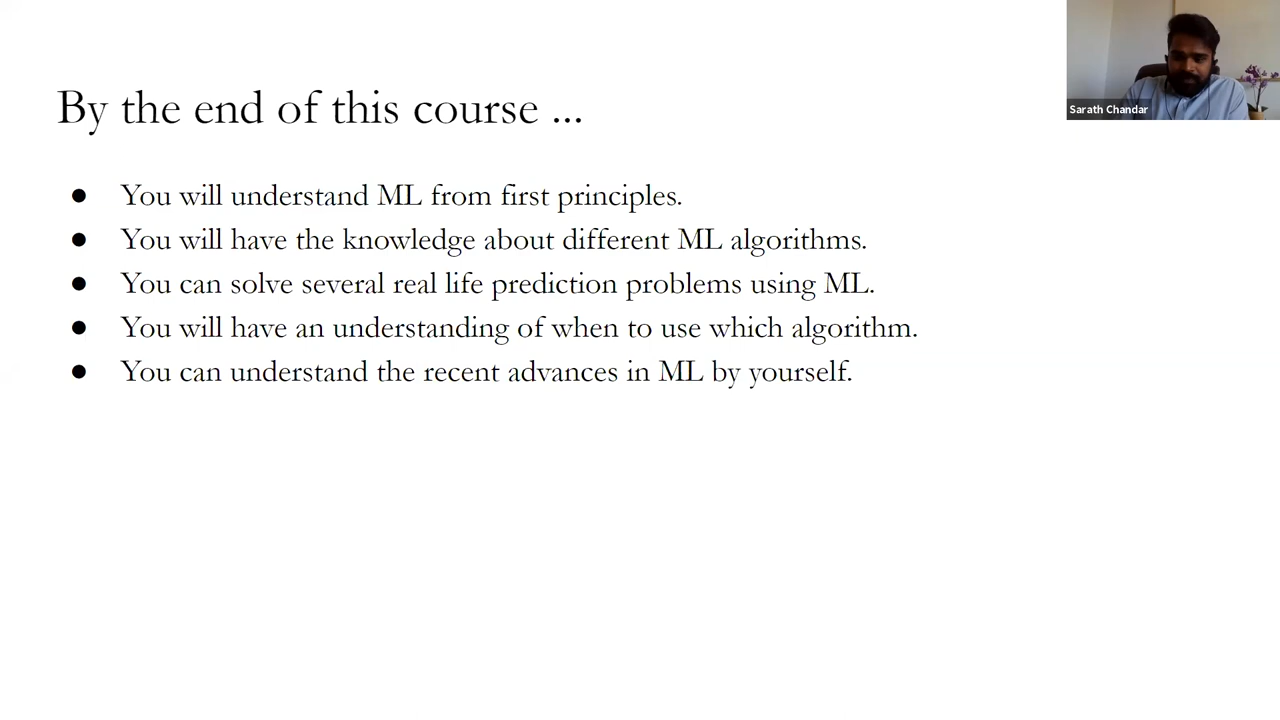 By the end of this course ...
Sarath Chandar
● You will understand ML from first principles.
● You will have the knowledge about different ML algorithms.
● You can solve several real life prediction problems using ML.
● You will have an understanding of when to use which algorithm.
● You can understand the recent advances in ML by yourself.